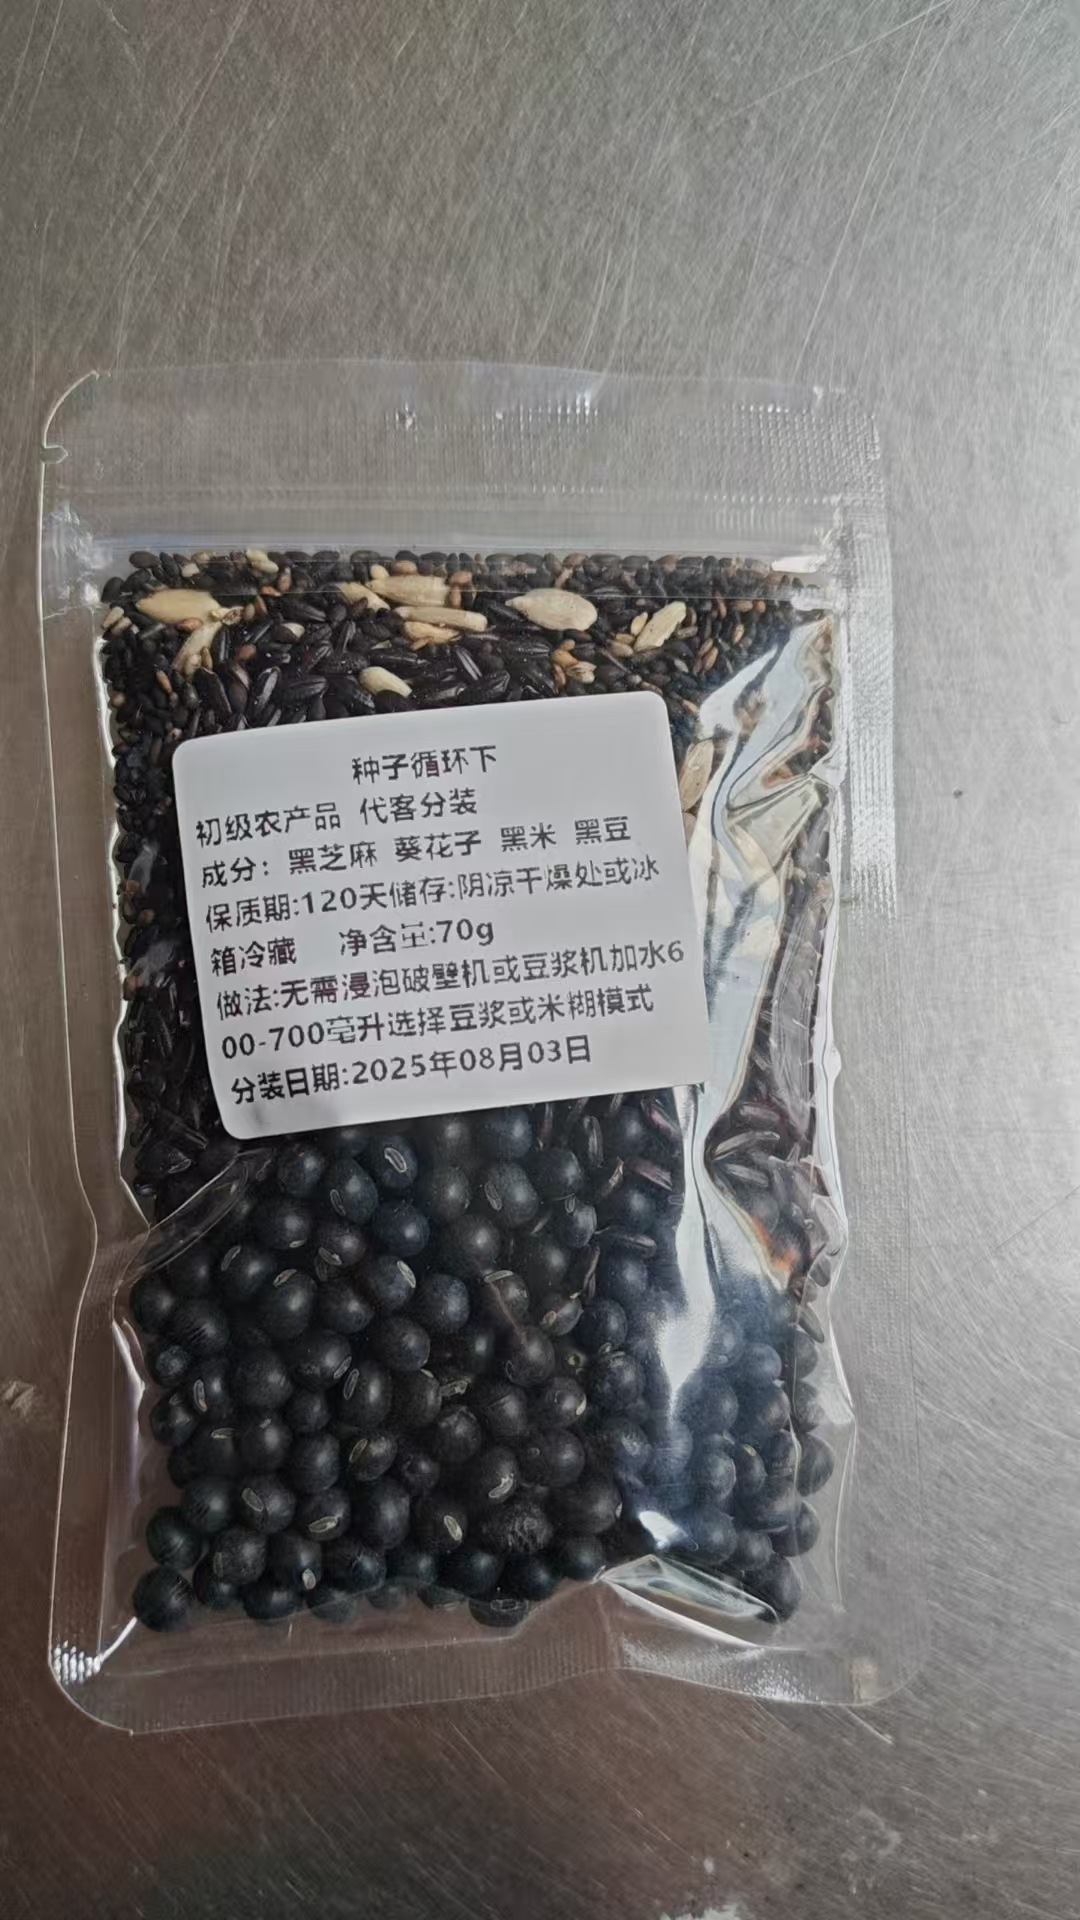 种子循环下
初级农产品 代客分装
成分：黑芝麻 葵花子 黑米 黑豆
保质期:120天储存:阴凉干燥处或冰
箱冷藏 净含量:70g
做法:无需浸泡破壁机或豆浆机加水6
00-700毫升选择豆浆或米糊模式
分装日期:2025年08月03日